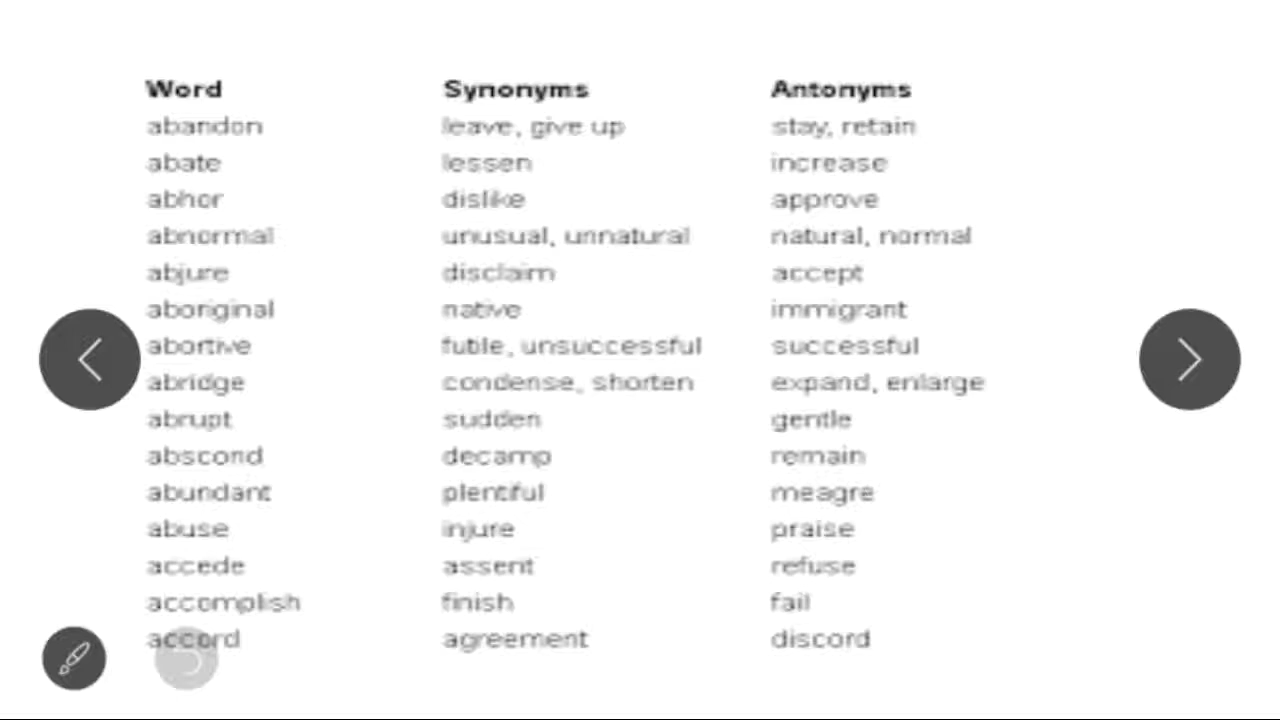 Word Synonyms Antonyms
abandon leave, give up stay, retain
abate lessen increase
abhor dislike approve
abnormal unusual, unnatural natural, normal
abjure disclaim accept
aboriginal native immigrant
abortive futile, unsuccessful successful
abridge condense, shorten expand, enlarge
abrupt sudden gentle
abscond decamp remain
abundant plentiful meagre
abuse injure praise
accede assent refuse
accomplish finish fail
accord agreement discord